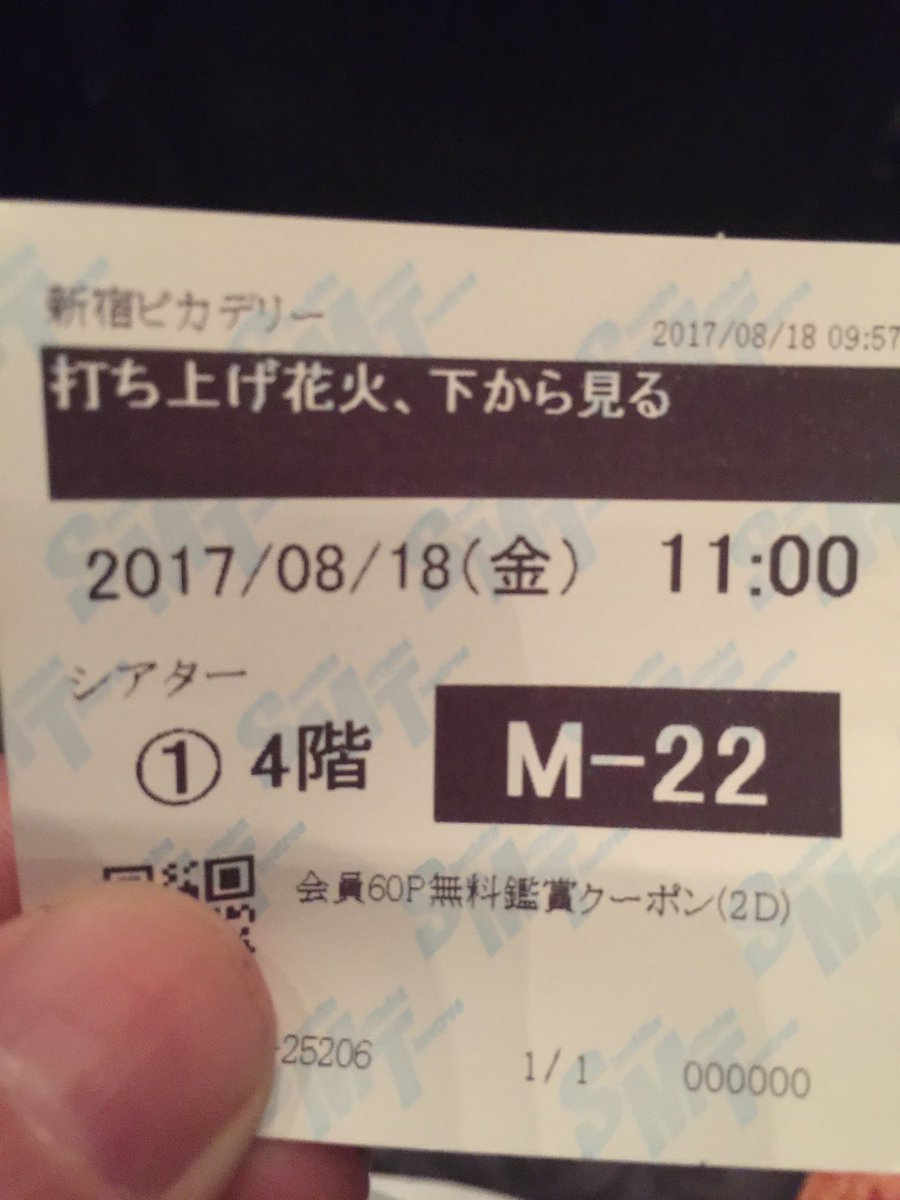 新宿ピカデリー
2017/08/18 09:57
打ち上げ花火、下から見る
2017/08/18(金) 11:00
シアター
① 4階 M-22
会員60P無料鑑賞クーポン(2D)
-25206 1/1 000000
SMT